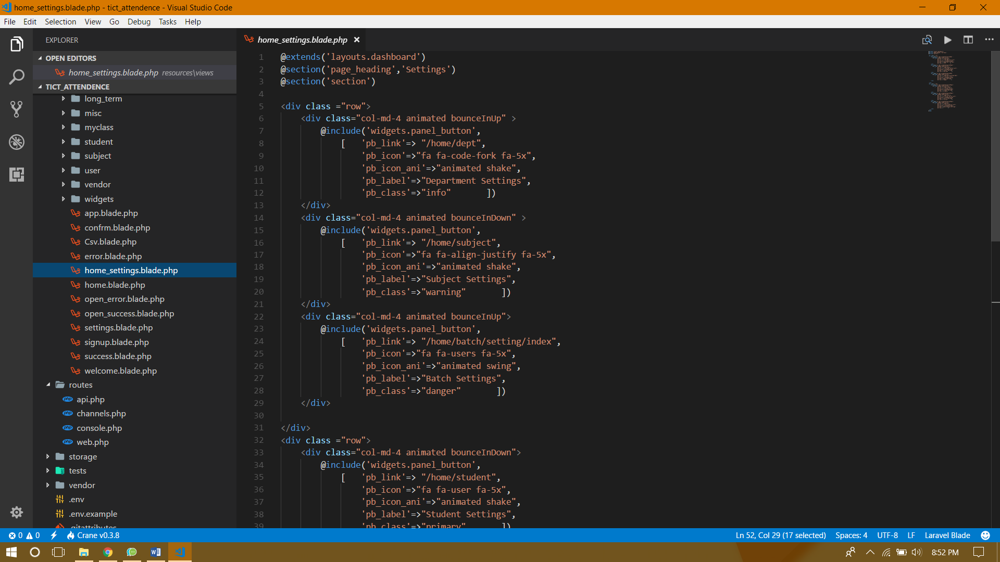 home_settings.blade.php - tict_attendence - Visual Studio Code
File Edit Selection View Go Debug Tasks Help
EXPLORER
OPEN EDITORS
home_settings.blade.php resources\views
TICT_ATTENDENCE
long_term
misc
myclass
student
subject
user
vendor
widgets
app.blade.php
confrm.blade.php
Csv.blade.php
error.blade.php
home_settings.blade.php
home.blade.php
open_error.blade.php
open_success.blade.php
settings.blade.php
signup.blade.php
success.blade.php
welcome.blade.php
routes
api.php
channels.php
console.php
web.php
storage
tests
vendor
.env
.env.example
.gitattributes
home_settings.blade.php
1 @extends('layouts.dashboard')
2 @section('page_heading','Settings')
3 @section('section')
4
5 <div class ="row">
6 <div class="col-md-4 animated bounceInUp" >
7 @include('widgets.panel_button',
8 [ 'pb_link'=> "/home/dept",
9 'pb_icon'=>"fa fa-code-fork fa-5x",
10 'pb_icon_ani'=>"animated shake",
11 'pb_label'=>"Department Settings",
12 'pb_class'=>"info" ])
13 </div>
14 <div class="col-md-4 animated bounceInDown" >
15 @include('widgets.panel_button',
16 [ 'pb_link'=> "/home/subject",
17 'pb_icon'=>"fa fa-align-justify fa-5x",
18 'pb_icon_ani'=>"animated shake",
19 'pb_label'=>"Subject Settings",
20 'pb_class'=>"warning" ])
21 </div>
22 <div class="col-md-4 animated bounceInUp">
23 @include('widgets.panel_button',
24 [ 'pb_link'=> "/home/batch/setting/index",
25 'pb_icon'=>"fa fa-users fa-5x",
26 'pb_icon_ani'=>"animated swing",
27 'pb_label'=>"Batch Settings",
28 'pb_class'=>"danger" ])
29 </div>
30
31 </div>
32 <div class ="row">
33 <div class="col-md-4 animated bounceInDown">
34 @include('widgets.panel_button',
35 [ 'pb_link'=> "/home/student",
36 'pb_icon'=>"fa fa-user fa-5x",
37 'pb_icon_ani'=>"animated shake",
38 'pb_label'=>"Student Settings",
39 'pb_class'=>"primary" ])
0 0 Crane v0.3.8 Ln 52, Col 29 (17 selected) Spaces: 4 UTF-8 LF Laravel Blade
8:52 PM